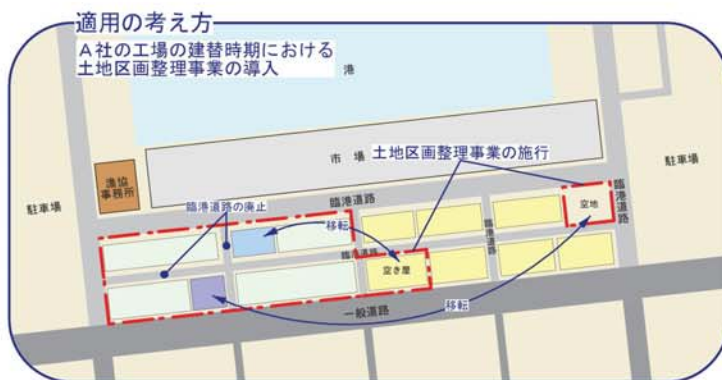 適用の考え方
A社の工場の建替時期における
土地区画整理事業の導入
港
市場
土地区画整理事業の施行
漁協
事務所
駐車場
駐車場
臨港道路
臨港道路
臨港道路の廃止
移転
空地
臨港道路
臨港道路
空き屋
移転
一般道路